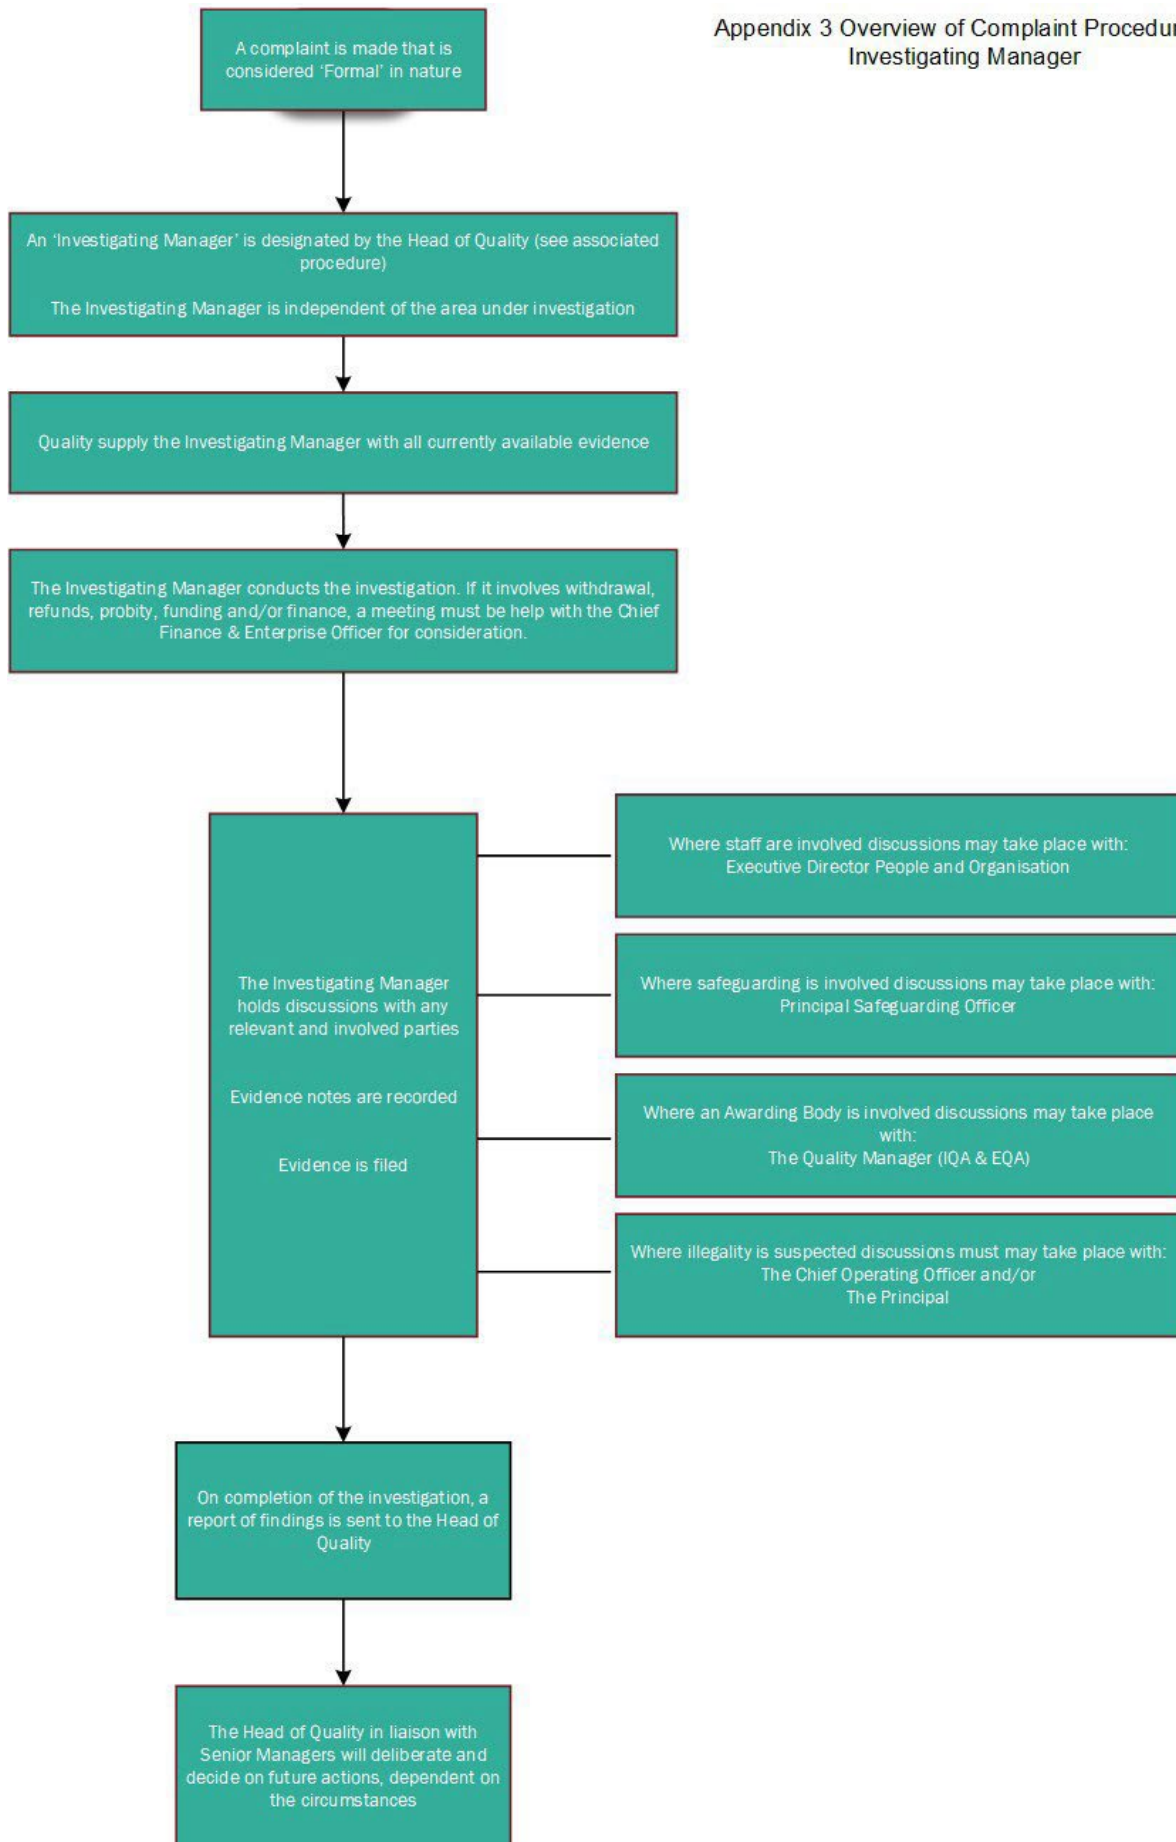 Appendix 3 Overview of Complaint Procedur
Investigating Manager
A complaint is made that is
considered ‘Formal’ in nature
An ‘Investigating Manager’ is designated by the Head of Quality (see associated
procedure)
The Investigating Manager is independent of the area under investigation
Quality supply the Investigating Manager with all currently available evidence
The Investigating Manager conducts the investigation. If it involves withdrawal,
refunds, probity, funding and/or finance, a meeting must be help with the Chief
Finance & Enterprise Officer for consideration.
The Investigating Manager
holds discussions with any
relevant and involved parties
Evidence notes are recorded
Evidence is filed
Where staff are involved discussions may take place with:
Executive Director People and Organisation
Where safeguarding is involved discussions may take place with:
Principal Safeguarding Officer
Where an Awarding Body is involved discussions may take place
with:
The Quality Manager (IQA & EQA)
Where illegality is suspected discussions must may take place with:
The Chief Operating Officer and/or
The Principal
On completion of the investigation, a
report of findings is sent to the Head of
Quality
The Head of Quality in liaison with
Senior Managers will deliberate and
decide on future actions, dependent on
the circumstances